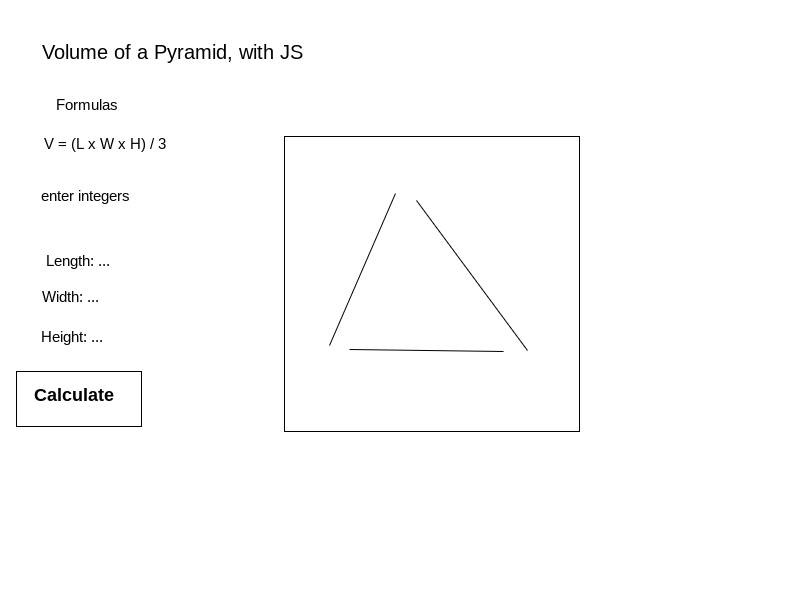 Volume of a Pyramid, with JS
Formulas
V = (L x W x H) / 3
enter integers
Length: ...
Width: ...
Height: ...
Calculate